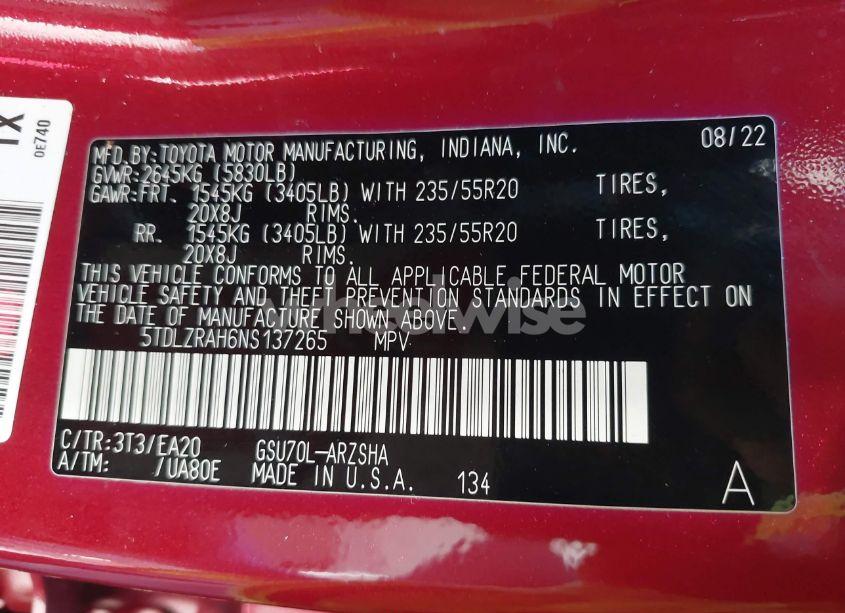 MFD.BY:TOYOTA MOTOR MANUFACTURING, INDIANA, INC. 08/22
GVWR:2645KG (5830LB)
GAWR:FRT. 1545KG (3405LB) WITH 235/55R20 TIRES,
20X8J RIMS.
RR. 1545KG (3405LB) WITH 235/55R20 TIRES,
20X8J RIMS.
THIS VEHICLE CONFORMS TO ALL APPLICABLE FEDERAL MOTOR
VEHICLE SAFETY AND THEFT PREVENTION STANDARDS IN EFFECT ON
THE DATE OF MANUFACTURE SHOWN ABOVE.
5TDLZRAH6NS137265 MPV
C/TR:3T3/EA20 GSU70L-ARZSHA
A/TM: /UA80E MADE IN U.S.A. 134 A
0E740